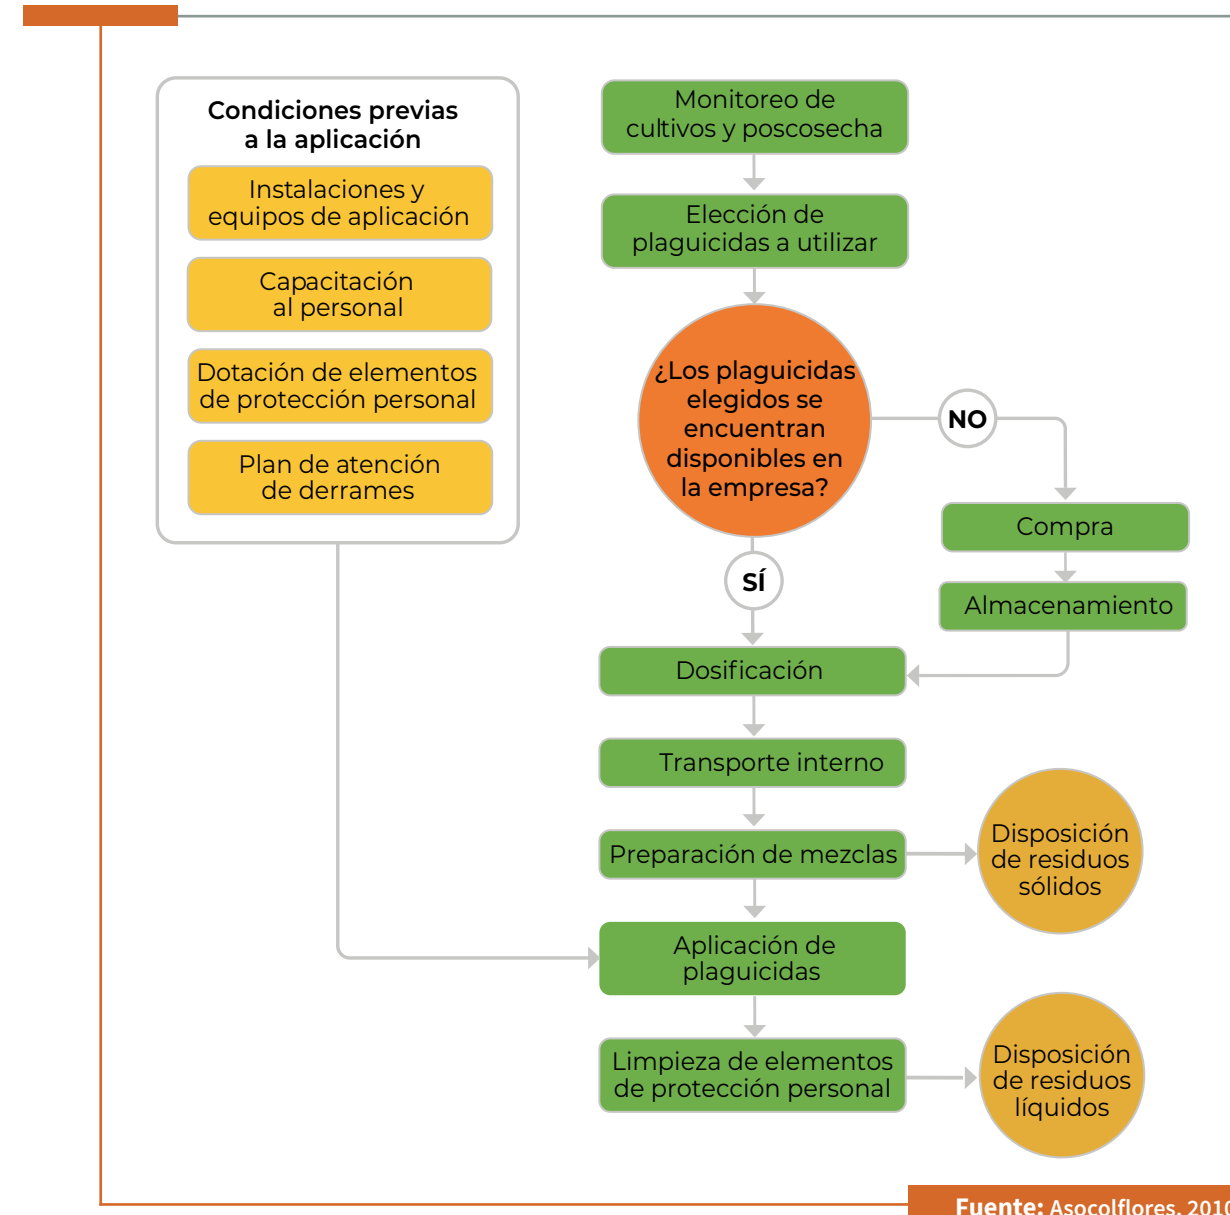 Condiciones previas
a la aplicación
Instalaciones y
equipos de aplicación
Capacitación
al personal
Dotación de elementos
de protección personal
Plan de atención
de derrames
Monitoreo de
cultivos y poscosecha
Elección de
plaguicidas a utilizar
¿Los plaguicidas
elegidos se
encuentran
disponibles en
la empresa?
NO
Compra
Almacenamiento
SÍ
Dosificación
Transporte interno
Preparación de mezclas
Disposición
de residuos
sólidos
Aplicación de
plaguicidas
Limpieza de elementos
de protección personal
Disposición
de residuos
líquidos
Fuente: Asocolflores, 2010